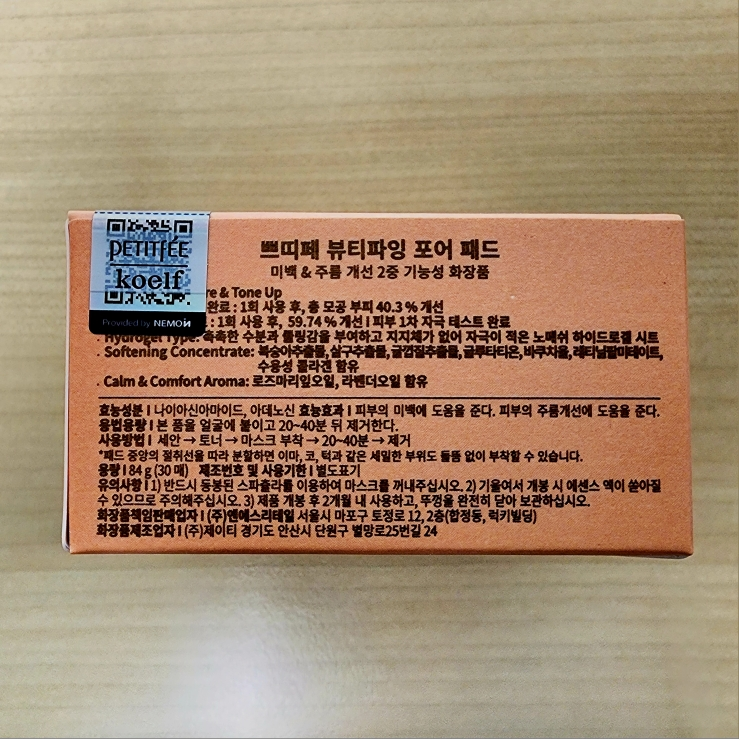 PETITFÉE
koelf
Provided by NEMOИ
쁘띠페 뷰티파잉 포어 패드
미백 & 주름 개선 2중 기능성 화장품
re & Tone Up
완료 : 1회 사용 후, 총 모공 부피 40.3 % 개선
: 1회 사용 후, 59.74 % 개선 I 피부 1차 자극 테스트 완료
· Hydrogel Type: 촉촉한 수분과 쿨링감을 부여하고 지지체가 없어 자극이 적은 노메쉬 하이드로겔 시트
· Softening Concentrate: 복숭아추출물, 살구추출물, 귤껍질추출물, 글루타티온, 바쿠치올, 레티닐팔미테이트,
수용성 콜라겐 함유
· Calm & Comfort Aroma: 로즈마리잎오일, 라벤더오일 함유
효능성분 I 나이아신아마이드, 아데노신 효능효과 I 피부의 미백에 도움을 준다. 피부의 주름개선에 도움을 준다.
용법용량 I 본 품을 얼굴에 붙이고 20~40분 뒤 제거한다.
사용방법 I 세안 → 토너 → 마스크 부착 → 20~40분 → 제거
*패드 중앙의 절취선을 따라 분할하면 이마, 코, 턱과 같은 세밀한 부위도 들뜸 없이 부착할 수 있습니다.
용량 I 84 g (30 매) 제조번호 및 사용기한 I 별도표기
유의사항 I 1) 반드시 동봉된 스파츌라를 이용하여 마스크를 꺼내주십시오. 2) 기울여서 개봉 시 에센스 액이 쏟아질
수 있으므로 주의해주십시오. 3) 제품 개봉 후 2개월 내 사용하고, 뚜껑을 완전히 닫아 보관하십시오.
화장품책임판매업자 I (주)엔에스리테일 서울시 마포구 토정로 12, 2층(합정동, 럭키빌딩)
화장품제조업자 I (주)제이티 경기도 안산시 단원구 별망로25번길 24